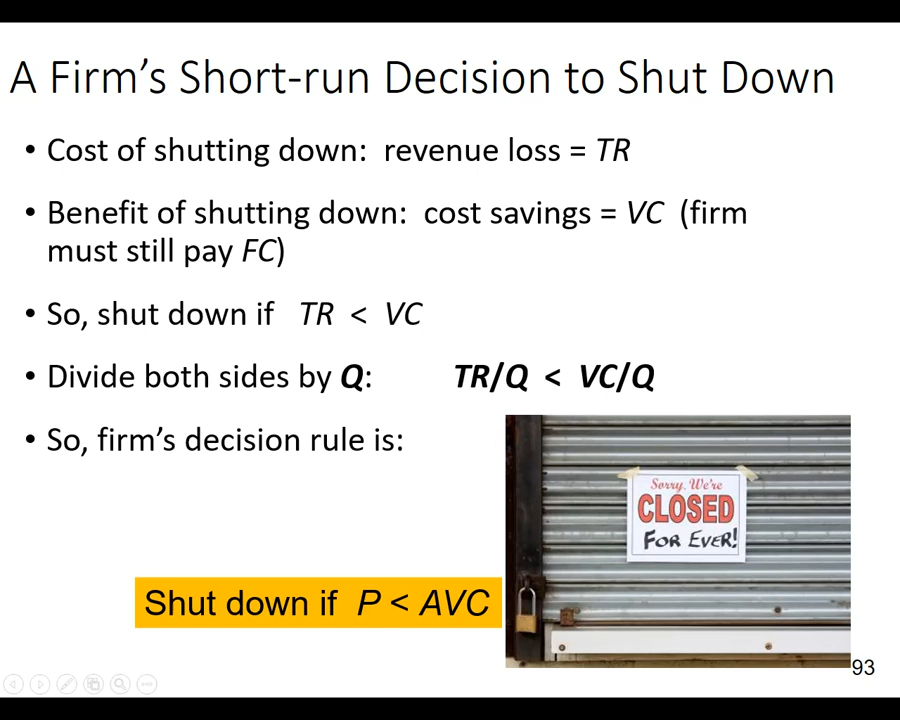 A Firm’s Short-run Decision to Shut Down
• Cost of shutting down: revenue loss = TR
• Benefit of shutting down: cost savings = VC (firm
must still pay FC)
• So, shut down if TR < VC
• Divide both sides by Q: TR/Q < VC/Q
• So, firm’s decision rule is:
Sorry, We're
CLOSED
FOR EVER!
Shut down if P < AVC
93